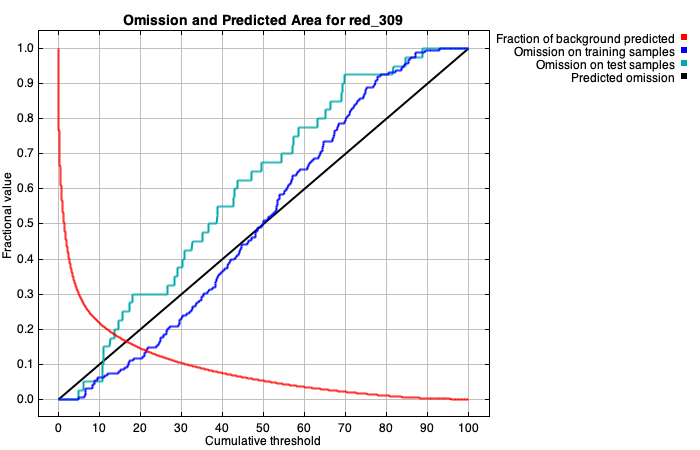 Omission and Predicted Area for red_309
Fraction of background predicted
Omission on training samples
Omission on test samples
Predicted omission
Fractional value
1.0
0.9
0.8
0.7
0.6
0.5
0.4
0.3
0.2
0.1
0.0
0 10 20 30 40 50 60 70 80 90 100
Cumulative threshold